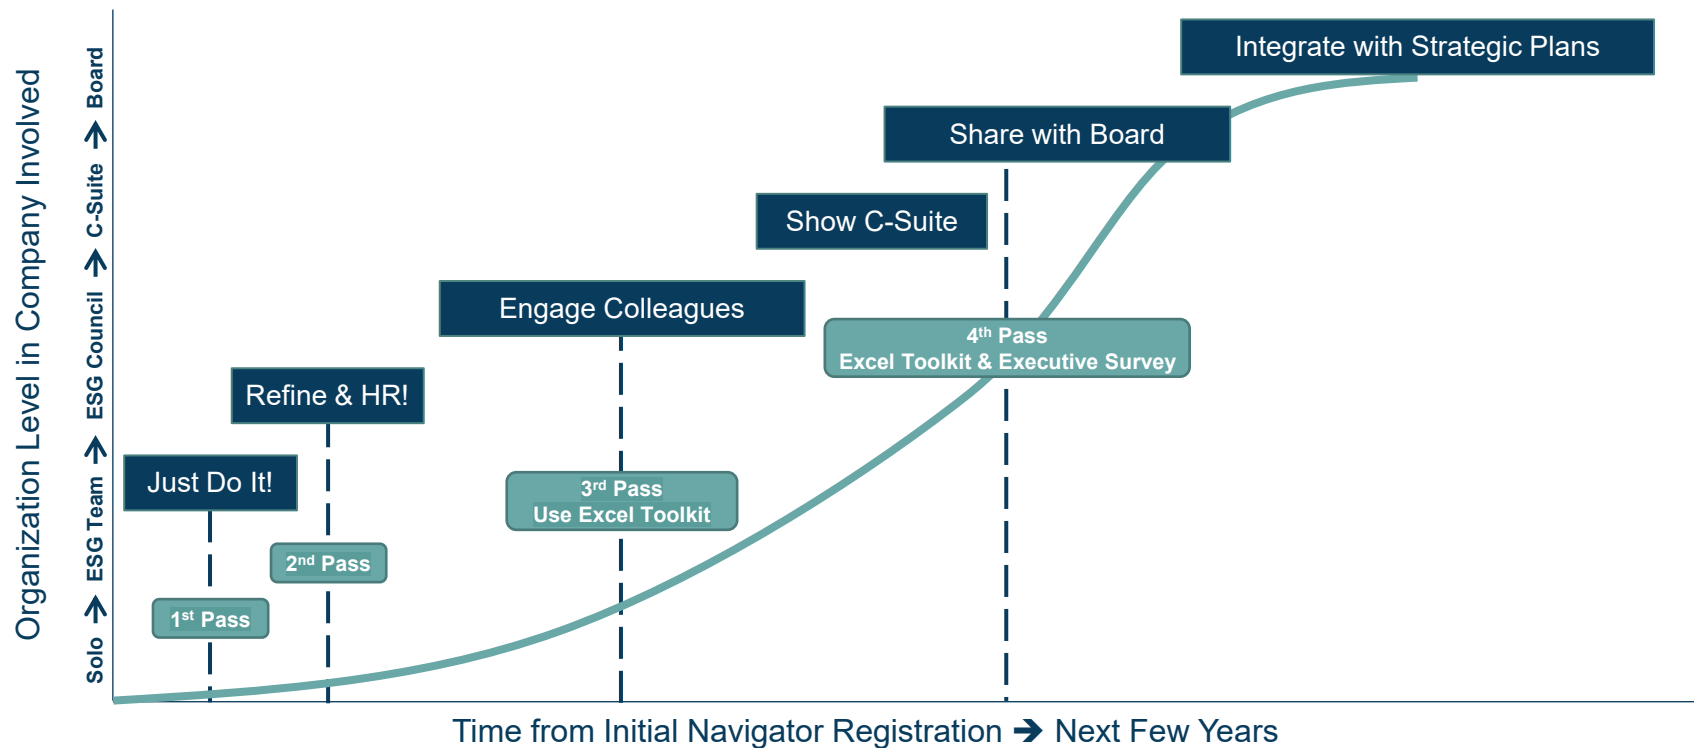 Organization Level in Company Involved
Solo → ESG Team → ESG Council → C-Suite → Board
Integrate with Strategic Plans
Share with Board
Show C-Suite
Engage Colleagues
4th Pass
Excel Toolkit & Executive Survey
Refine & HR!
Just Do It!
3rd Pass
Use Excel Toolkit
2nd Pass
1st Pass
Time from Initial Navigator Registration → Next Few Years